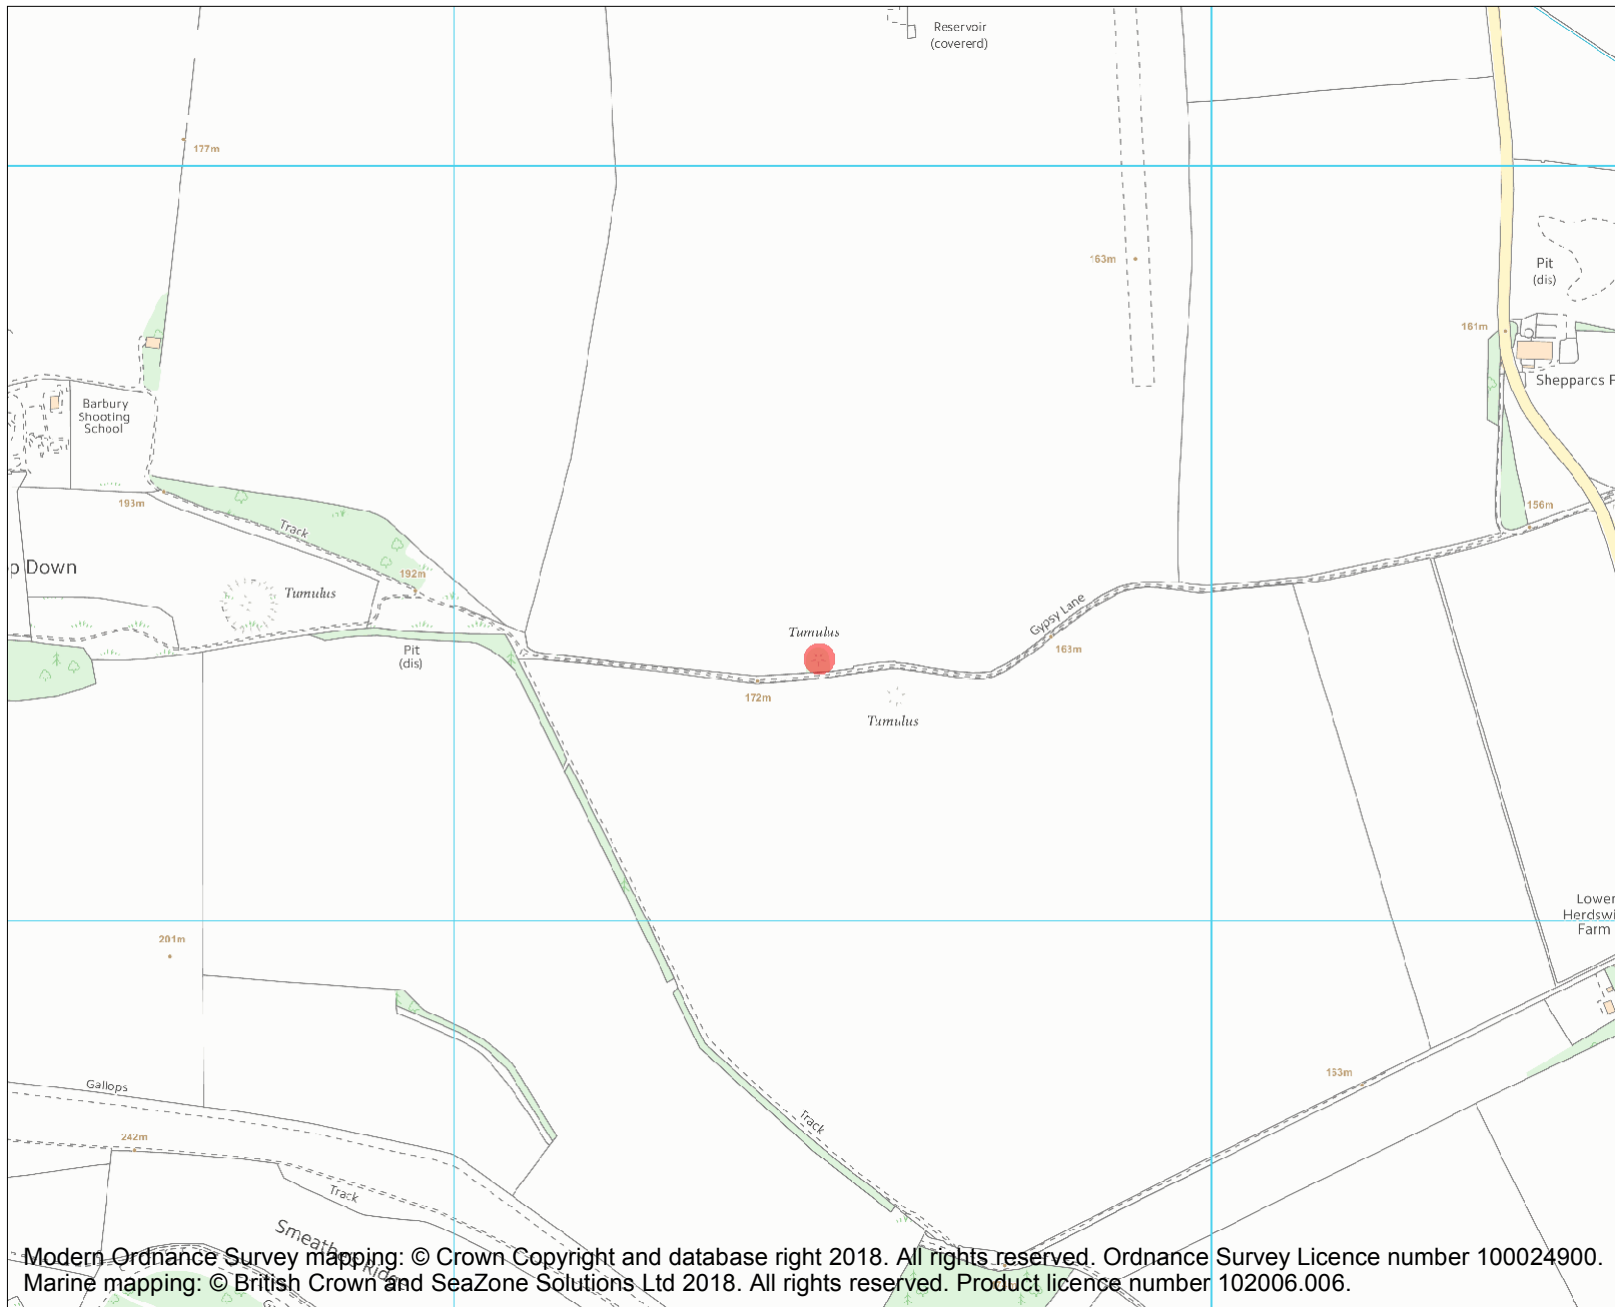 Reservoir
(covererd)
177m
163m
Pit
(dis)
161m
Shepparcs F
Barbury
Shooting
School
193m
Track
156m
p Down
192m
Tumulus
Gypsy Lane
Tumulus
Pit
(dis)
163m
172m
Tumulus
Lower
Herdswi
Farm
201m
153m
Gallops
Track
242m
Track
Smeathe's Ridge
Modern Ordnance Survey mapping: © Crown Copyright and database right 2018. All rights reserved. Ordnance Survey Licence number 100024900.
Marine mapping: © British Crown and SeaZone Solutions Ltd 2018. All rights reserved. Product licence number 102006.006.